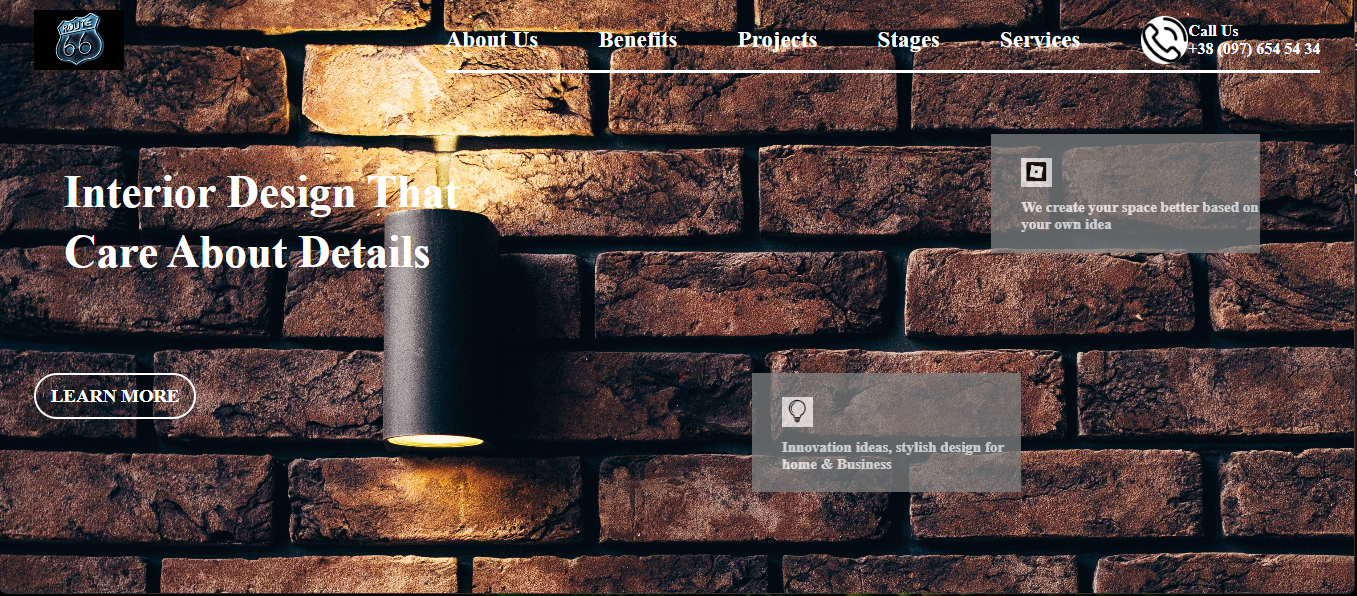 ROUTE
66
About Us
Benefits
Projects
Stages
Services
Call Us
+38 (097) 654 54 34
Interior Design That
Care About Details
We create your space better based on
your own idea
LEARN MORE
Innovation ideas, stylish design for
home & Business